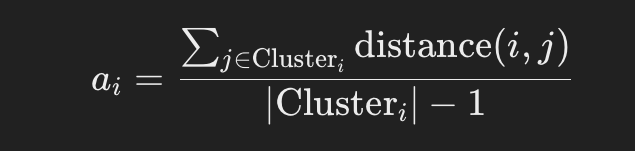 a_i = \frac{\sum_{j \in \text{Cluster}_i} \text{distance}(i, j)}{|\text{Cluster}_i| - 1}